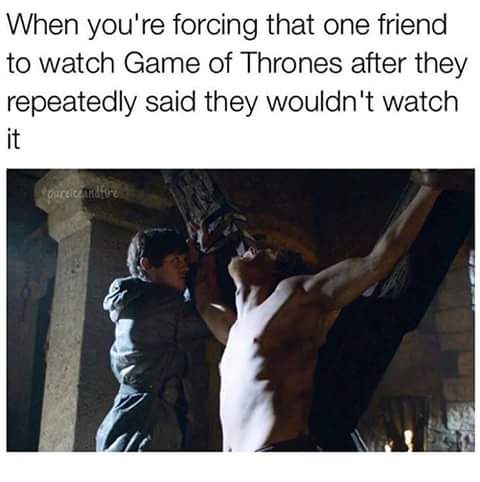 When you're forcing that one friend
to watch Game of Thrones after they
repeatedly said they wouldn't watch
it
#pureiceandfire